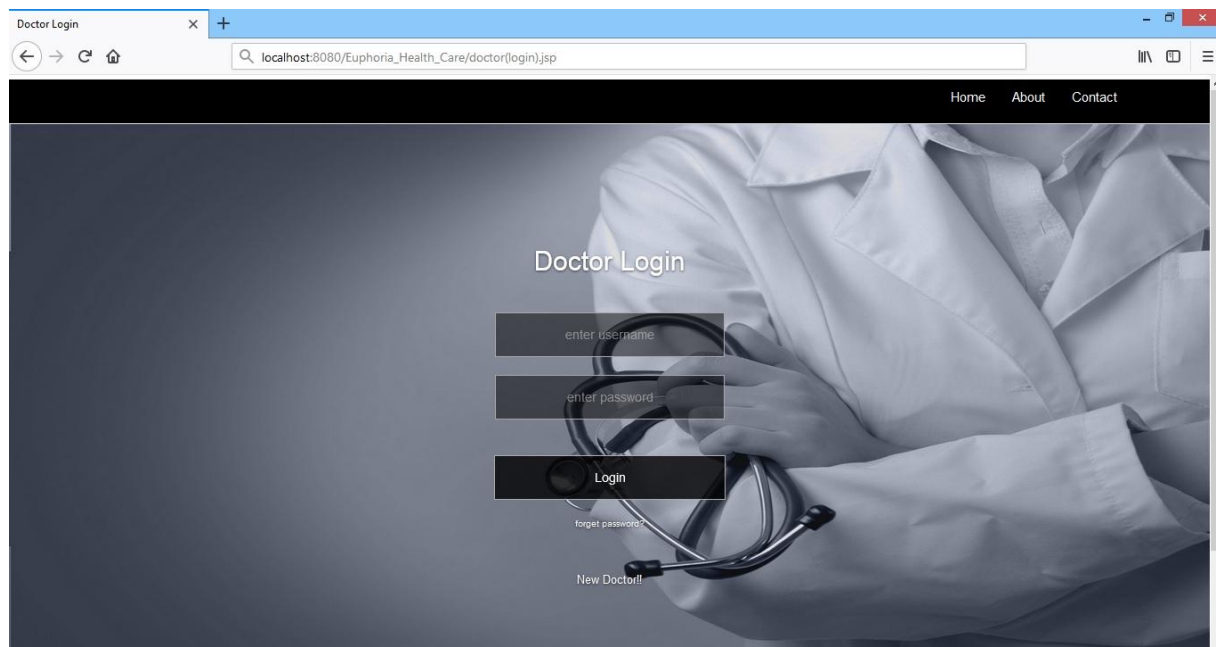 Doctor Login
localhost:8080/Euphoria_Health_Care/doctor(login).jsp
Home About Contact
Doctor Login
enter username
enter password
Login
forget password?
New Doctor!!